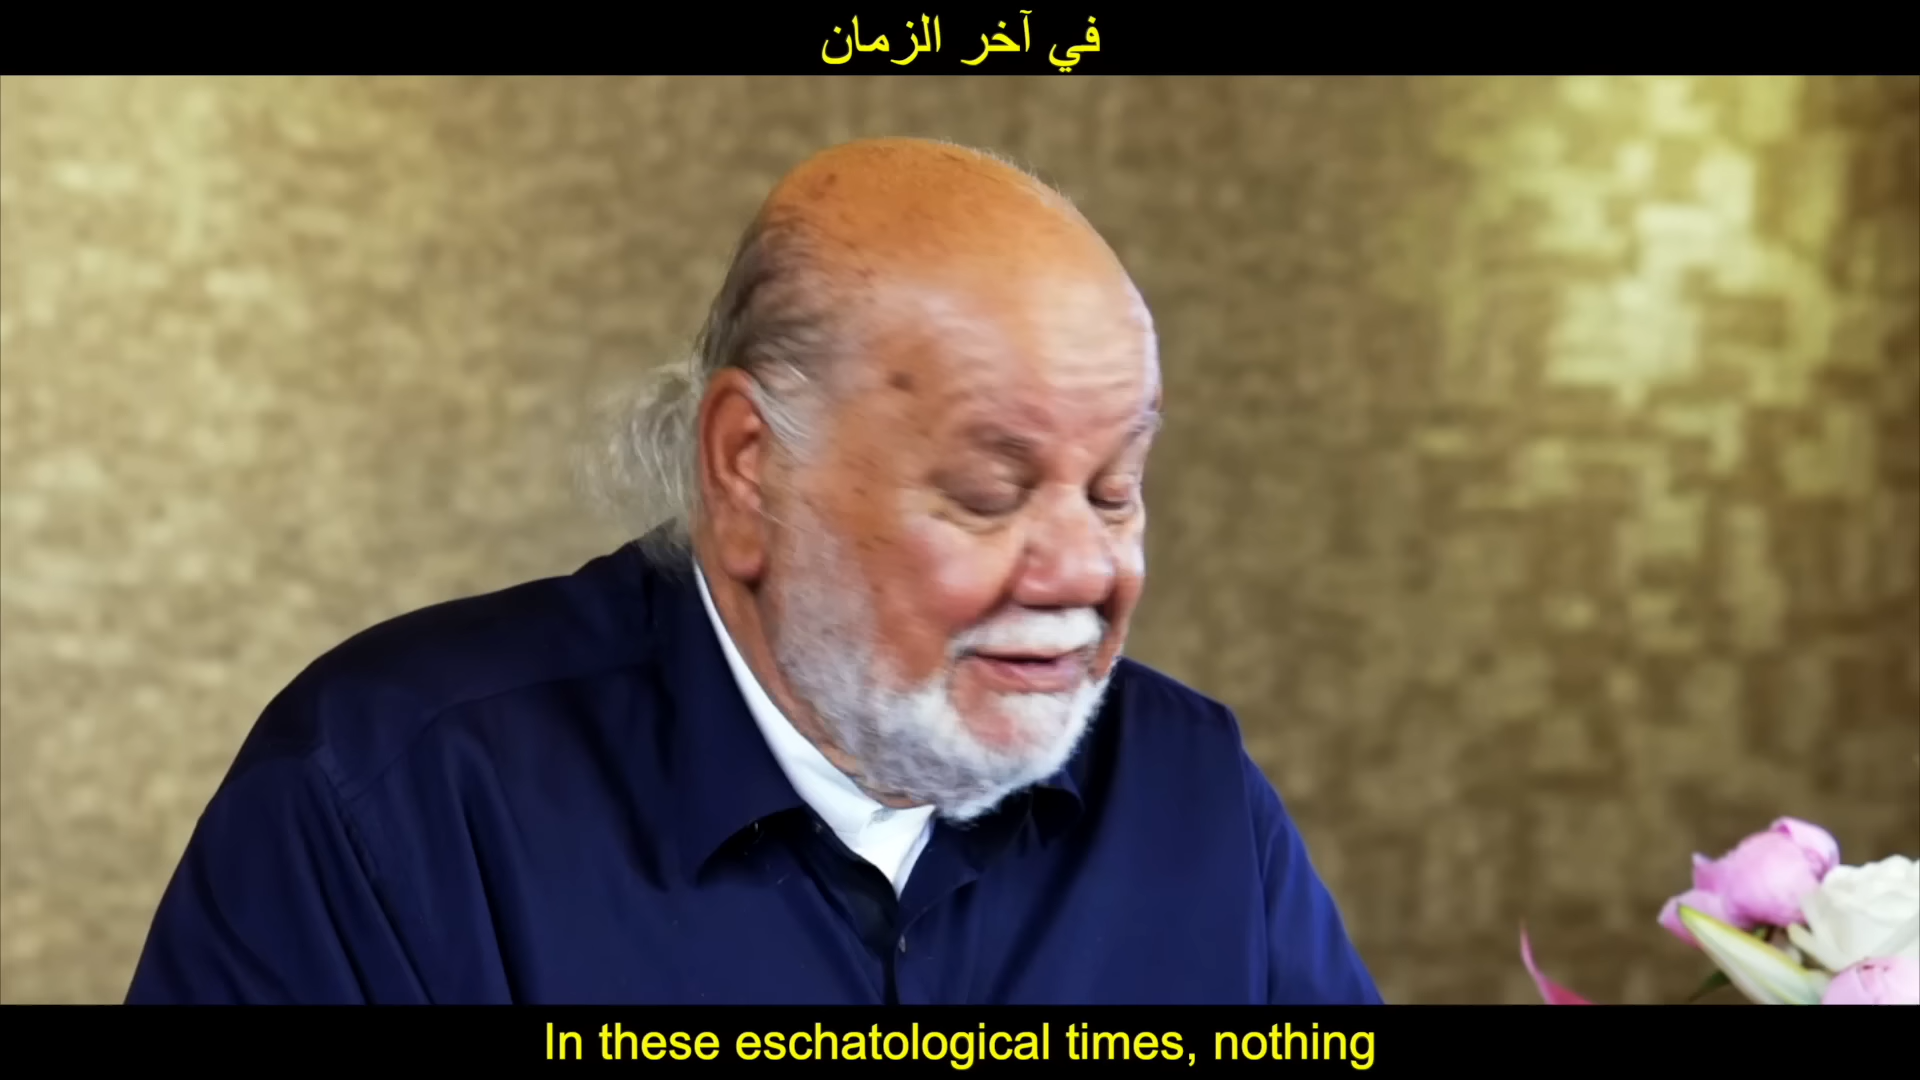 في آخر الزمان
In these eschatological times, nothing